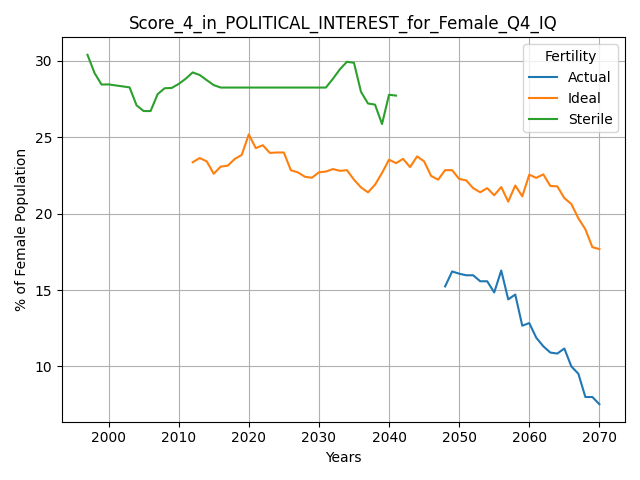 Score_4_in_POLITICAL_INTEREST_for_Female_Q4_IQ
Fertility
Actual
Ideal
Sterile
% of Female Population
30
25
20
15
10
2000 2010 2020 2030 2040 2050 2060 2070
Years